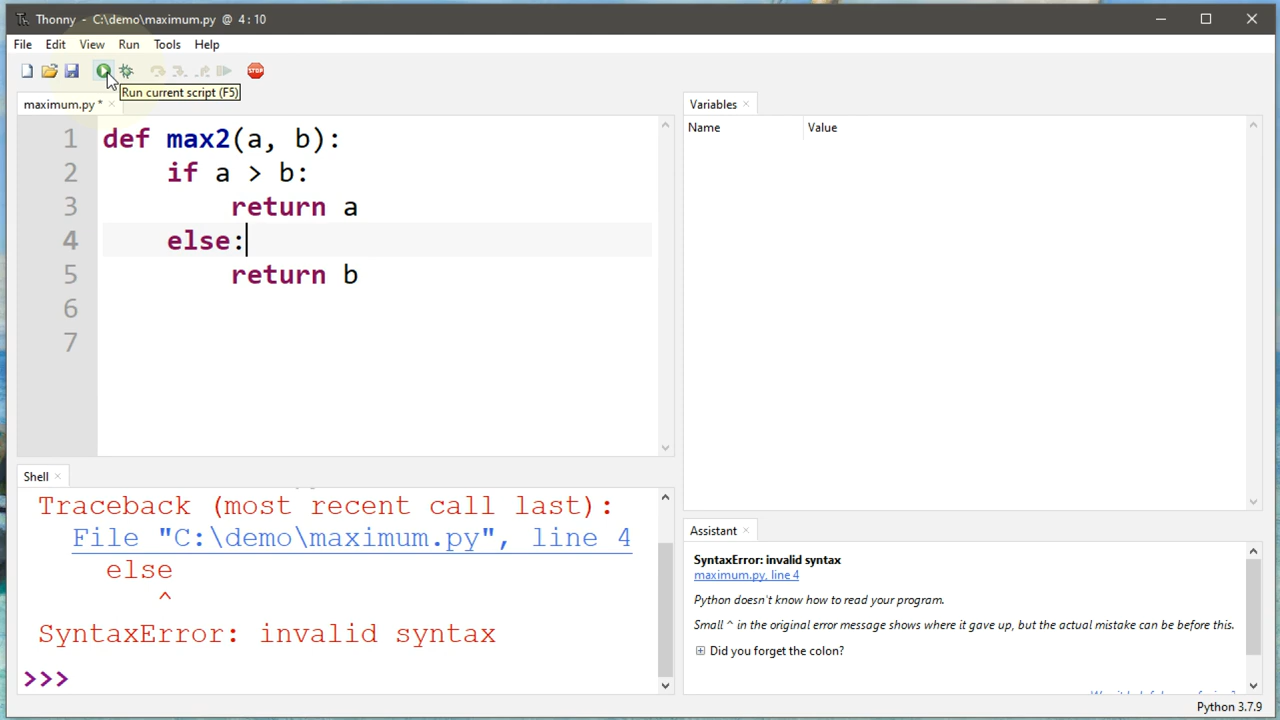 Thonny - C:\demo\maximum.py @ 4:10
File Edit View Run Tools Help
STOP
Run current script (F5)
maximum.py *
1 def max2(a, b):
2 if a > b:
3 return a
4 else:
5 return b
6
7
Variables
Name Value
Shell
Traceback (most recent call last):
File "C:\demo\maximum.py", line 4
else
^
SyntaxError: invalid syntax
>>>
Assistant
SyntaxError: invalid syntax
maximum.py, line 4
Python doesn't know how to read your program.
Small ^ in the original error message shows where it gave up, but the actual mistake can be before this.
Did you forget the colon?
Python 3.7.9